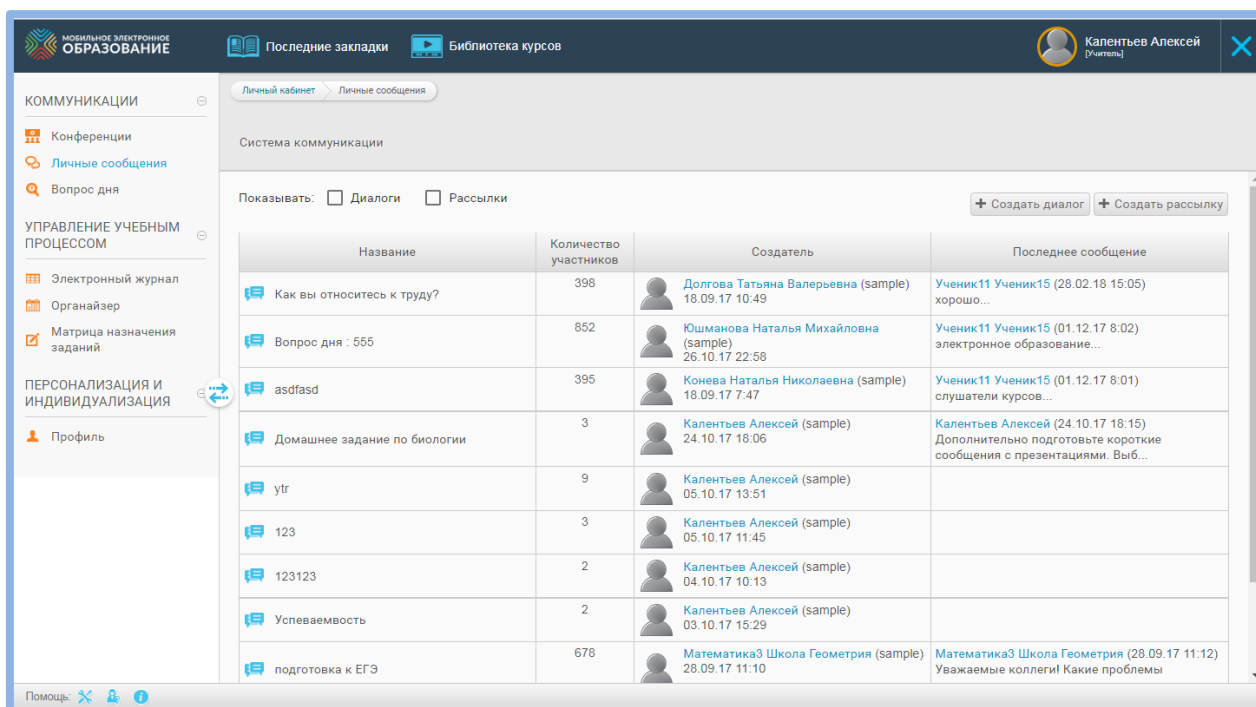 МОБИЛЬНОЕ ЭЛЕКТРОННОЕ
ОБРАЗОВАНИЕ
Последние закладки
Библиотека курсов
Калентьев Алексей
[Учитель]
КОММУНИКАЦИИ
Конференции
Личные сообщения
Вопрос дня
УПРАВЛЕНИЕ УЧЕБНЫМ
ПРОЦЕССОМ
Электронный журнал
Органайзер
Матрица назначения
заданий
ПЕРСОНАЛИЗАЦИЯ И
ИНДИВИДУАЛИЗАЦИЯ
Профиль
Личный кабинет
Личные сообщения
Система коммуникации
Показывать: Диалоги Рассылки
+ Создать диалог
+ Создать рассылку
Название
Количество
участников
Создатель
Последнее сообщение
Как вы относитесь к труду?
398
Долгова Татьяна Валерьевна (sample)
18.09.17 10:49
Ученик11 Ученик15 (28.02.18 15:05)
хорошо...
Вопрос дня : 555
852
Юшманова Наталья Михайловна
(sample)
26.10.17 22:58
Ученик11 Ученик15 (01.12.17 8:02)
электронное образование...
asdfasd
395
Конева Наталья Николаевна (sample)
18.09.17 7:47
Ученик11 Ученик15 (01.12.17 8:01)
слушатели курсов...
Домашнее задание по биологии
3
Калентьев Алексей (sample)
24.10.17 18:06
Калентьев Алексей (24.10.17 18:15)
Дополнительно подготовьте короткие
сообщения с презентациями. Выб...
ytr
9
Калентьев Алексей (sample)
05.10.17 13:51
123
3
Калентьев Алексей (sample)
05.10.17 11:45
123123
2
Калентьев Алексей (sample)
04.10.17 10:13
Успеваемвость
2
Калентьев Алексей (sample)
03.10.17 15:29
подготовка к ЕГЭ
678
Математика3 Школа Геометрия (sample)
28.09.17 11:10
Математика3 Школа Геометрия (28.09.17 11:12)
Уважаемые коллеги! Какие проблемы
Помощь: